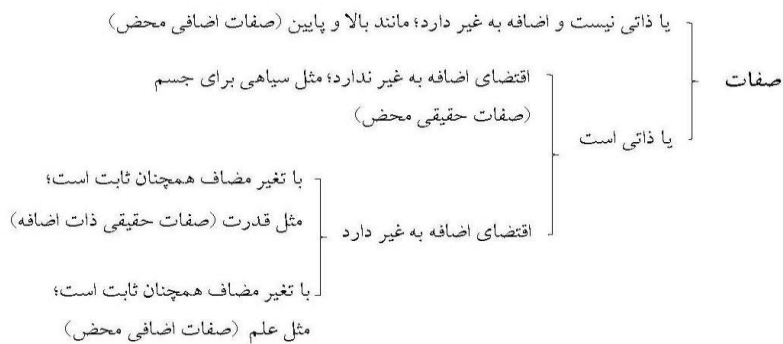 یا ذاتی نیست و اضافه به غیر دارد؛ مانند بالا و پایین (صفات اضافی محض)
صفات
اقتضای اضافه به غیر ندارد؛ مثل سیاهی برای جسم
(صفات حقیقی محض)
یا ذاتی است
با تغیر مضاف همچنان ثابت است؛
مثل قدرت (صفات حقیقی ذات اضافه)
اقتضای اضافه به غیر دارد
با تغیر مضاف همچنان ثابت است؛
مثل علم (صفات اضافی محض)